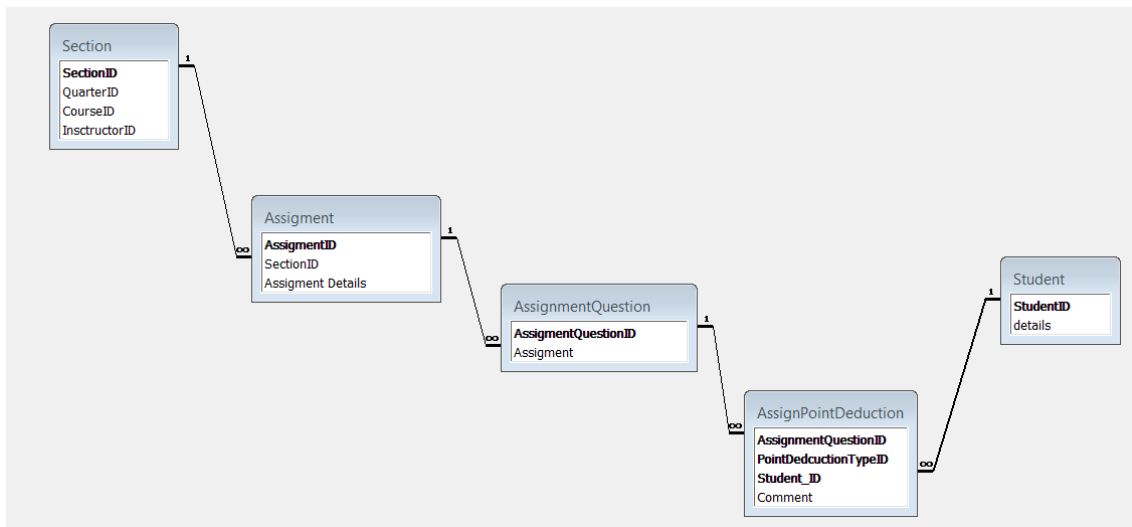 Section
SectionID
QuarterID
CourseID
InsctructorID
1
∞
Assigment
AssigmentID
SectionID
Assigment Details
1
∞
AssignmentQuestion
AssigmentQuestionID
Assigment
1
∞
AssignPointDeduction
AssignmentQuestionID
PointDedcuctionTypeID
Student_ID
Comment
∞
1
Student
StudentID
details